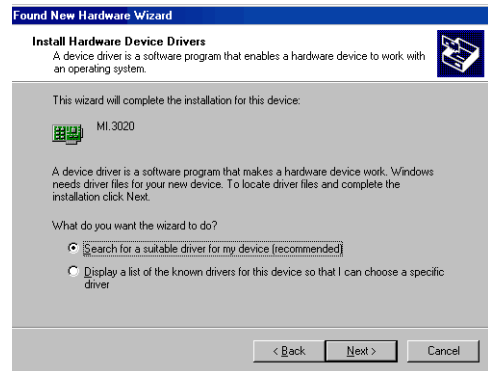 Found New Hardware Wizard
Install Hardware Device Drivers
A device driver is a software program that enables a hardware device to work with
an operating system.
This wizard will complete the installation for this device:
MI.3020
A device driver is a software program that makes a hardware device work. Windows
needs driver files for your new device. To locate driver files and complete the
installation click Next.
What do you want the wizard to do?
Search for a suitable driver for my device (recommended)
Display a list of the known drivers for this device so that I can choose a specific
driver
< Back Next > Cancel